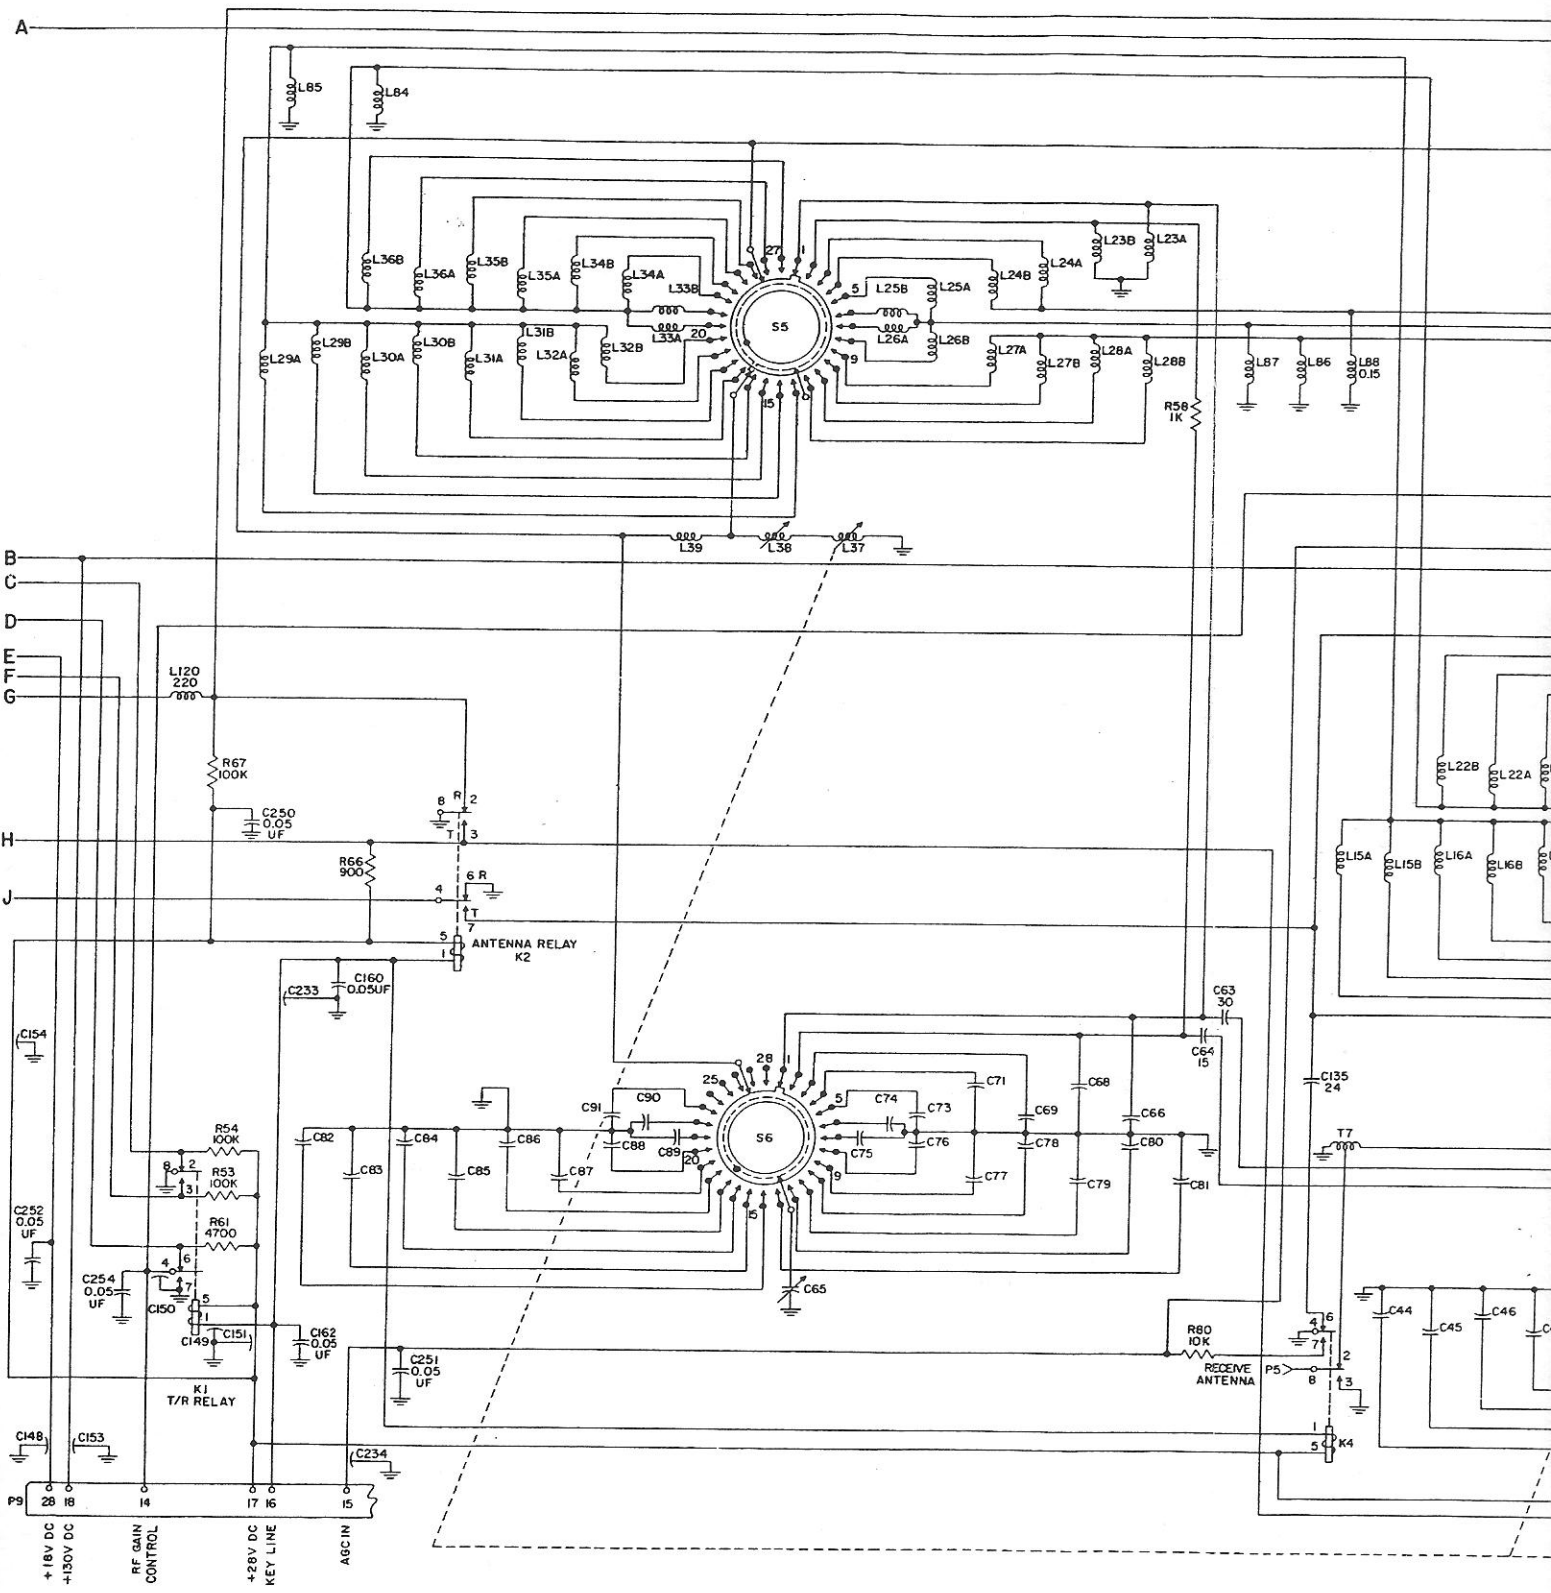 A
L85
L84
L36B
L36A
L35B
L35A
L34B
L34A
L33B
L33A
20
27
1
S5
5
L25B
L25A
L24B
L24A
L23B
L23A
L26A
L26B
9
L27A
L27B
L28A
L28B
L29A
L29B
L30A
L30B
L31A
L31B
L32A
L32B
15
L87
L86
L88
0.15
R58
1K
L39
L38
L37
B
C
D
E
F
G
L120
220
R67
100K
C250
0.05
UF
8
R
2
T
3
H
R66
900
J
4
6 R
T
7
5
1
ANTENNA RELAY
K2
C160
0.05UF
C233
C154
L22B
L22A
L15A
L15B
L16A
L16B
C63
30
C64
15
C135
24
T7
25
28
1
S6
5
C91
C90
C88
C89
20
C82
C83
C84
C85
C86
C87
15
C74
C73
C75
C76
9
C71
C77
C69
C78
C68
C79
C66
C80
C81
C65
R54
100K
8
2
3
R53
100K
R61
4700
C252
0.05
UF
4
6
7
C254
0.05
UF
C150
5
1
C149
C151
C162
0.05
UF
K1
T/R RELAY
C251
0.05
UF
C234
R80
10K
RECEIVE
ANTENNA
P5
4
6
7
2
8
3
1
5
K4
C44
C45
C46
C148
C153
P9
28
18
14
17
16
15
+18V DC
+130V DC
RF GAIN
CONTROL
+28V DC
KEY LINE
AGC IN